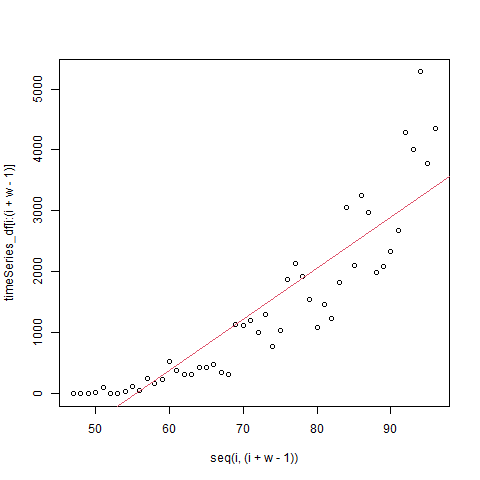 5000
4000
3000
2000
1000
0
timeSeries_df[i:(i + w - 1)]
50 60 70 80 90
seq(i, (i + w - 1))